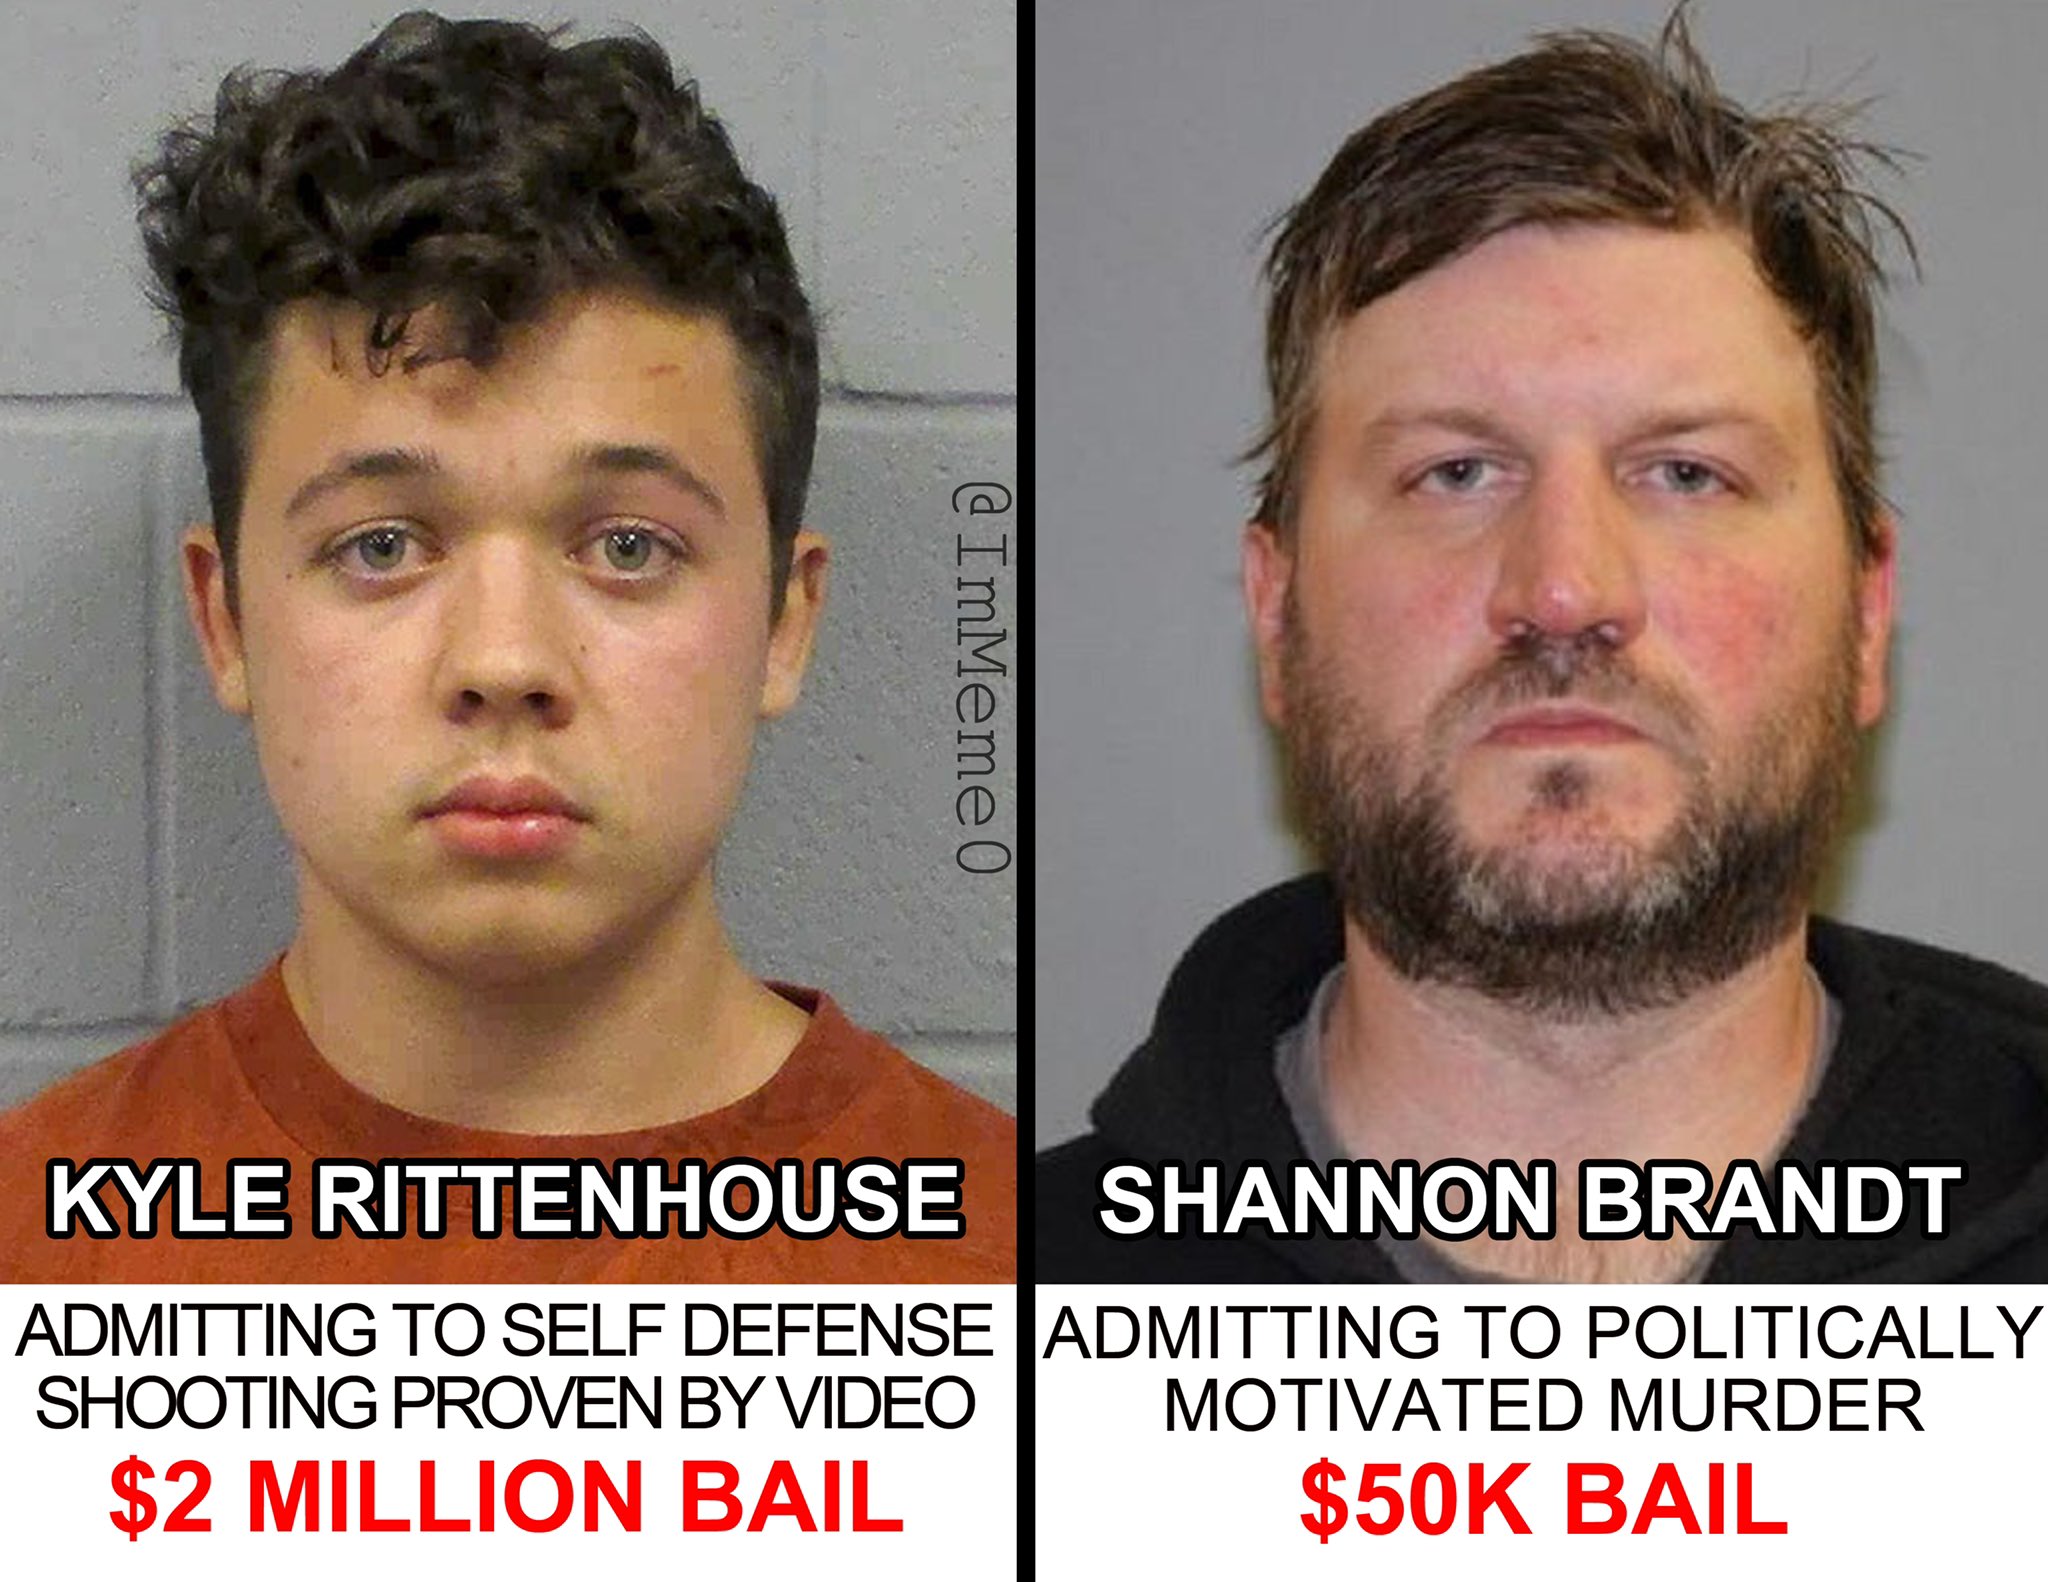 @ImMeme0
KYLE RITTENHOUSE
ADMITTING TO SELF DEFENSE
SHOOTING PROVEN BY VIDEO
$2 MILLION BAIL
SHANNON BRANDT
ADMITTING TO POLITICALLY
MOTIVATED MURDER
$50K BAIL